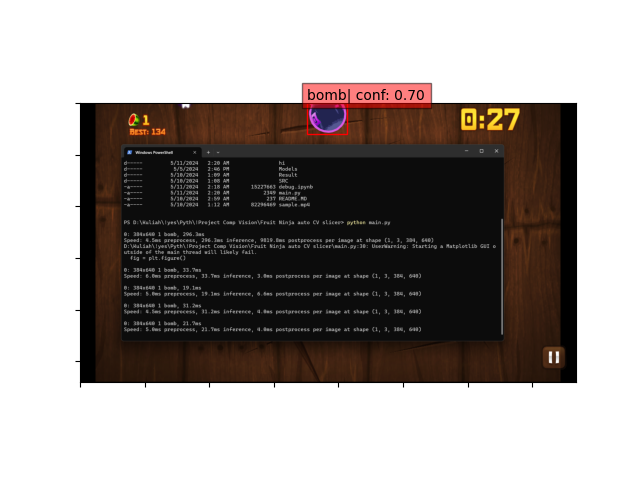 bomb| conf: 0.70
1
BEST: 134
0:27
Windows PowerShell
d----- 5/11/2024 2:20 AM hi
d----- 5/5/2024 2:46 PM Models
d----- 5/10/2024 1:09 AM Result
d----- 5/10/2024 1:08 AM SRC
-a---- 5/11/2024 2:18 AM 15227663 debug.ipynb
-a---- 5/11/2024 2:20 AM 2349 main.py
-a---- 5/10/2024 2:59 AM 237 README.MD
-a---- 5/10/2024 1:12 AM 82296469 sample.mp4
PS D:\Kuliah\!yes\Pyth\!Project Comp Vision\Fruit Ninja auto CV slicer> python main.py
0: 384x640 1 bomb, 296.3ms
Speed: 4.5ms preprocess, 296.3ms inference, 9819.8ms postprocess per image at shape (1, 3, 384, 640)
D:\Kuliah\!yes\Pyth\!Project Comp Vision\Fruit Ninja auto CV slicer\main.py:30: UserWarning: Starting a Matplotlib GUI o
utside of the main thread will likely fail.
fig = plt.figure()
0: 384x640 1 bomb, 33.7ms
Speed: 6.0ms preprocess, 33.7ms inference, 3.0ms postprocess per image at shape (1, 3, 384, 640)
0: 384x640 1 bomb, 19.1ms
Speed: 5.0ms preprocess, 19.1ms inference, 6.6ms postprocess per image at shape (1, 3, 384, 640)
0: 384x640 1 bomb, 31.2ms
Speed: 4.5ms preprocess, 31.2ms inference, 4.0ms postprocess per image at shape (1, 3, 384, 640)
0: 384x640 1 bomb, 21.7ms
Speed: 5.0ms preprocess, 21.7ms inference, 4.0ms postprocess per image at shape (1, 3, 384, 640)